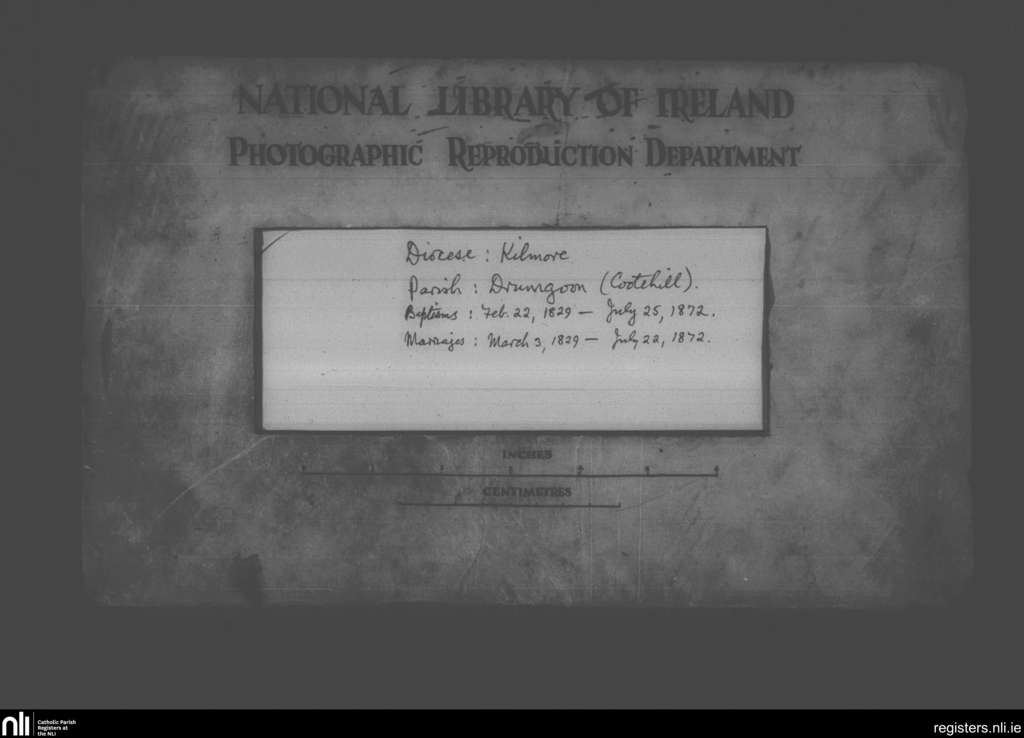 NATIONAL LIBRARY OF IRELAND
PHOTOGRAPHIC REPRODUCTION DEPARTMENT
Diocese : Kilmore
Parish : Drumgoon (Cootehill).
Baptisms : Feb. 22, 1829 — July 25, 1872.
Marriages : March 3, 1829 — July 22, 1872.
INCHES
CENTIMETRES
nli
Catholic Parish
Registers at
the NLI
registers.nli.ie